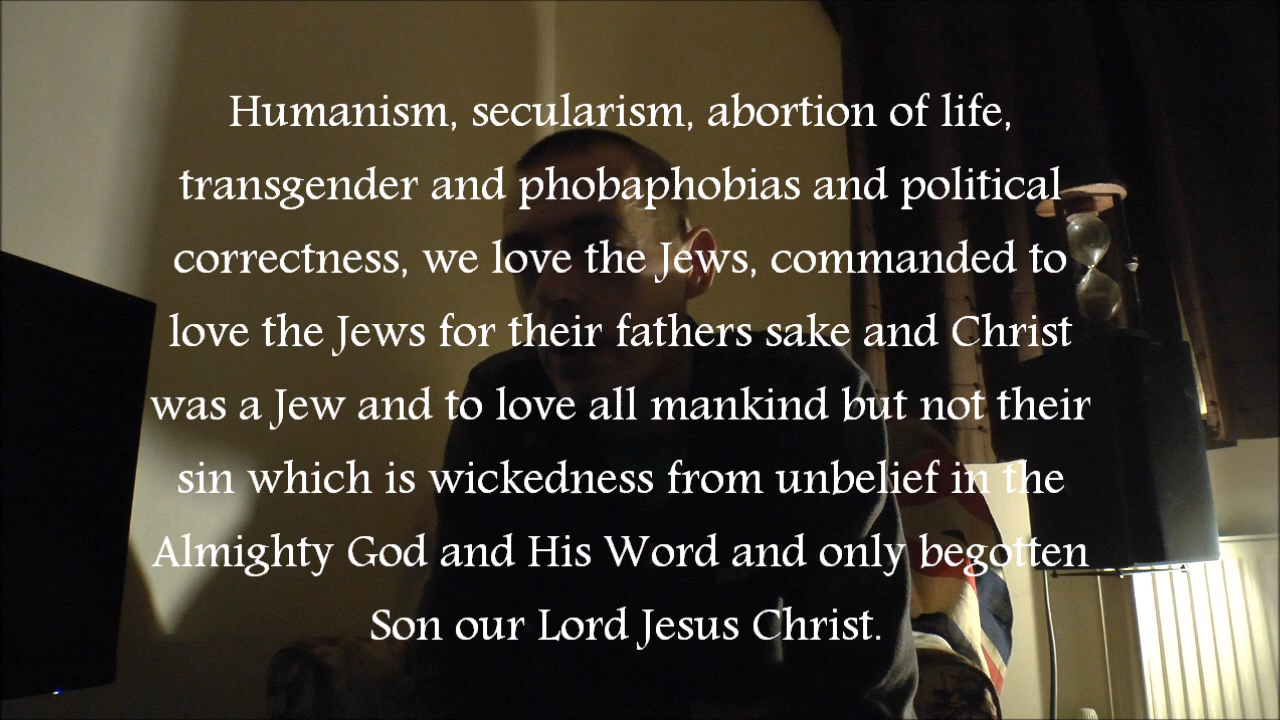 Humanism, secularism, abortion of life,
transgender and phobaphobias and political
correctness, we love the Jews, commanded to
love the Jews for their fathers sake and Christ
was a Jew and to love all mankind but not their
sin which is wickedness from unbelief in the
Almighty God and His Word and only begotten
Son our Lord Jesus Christ.